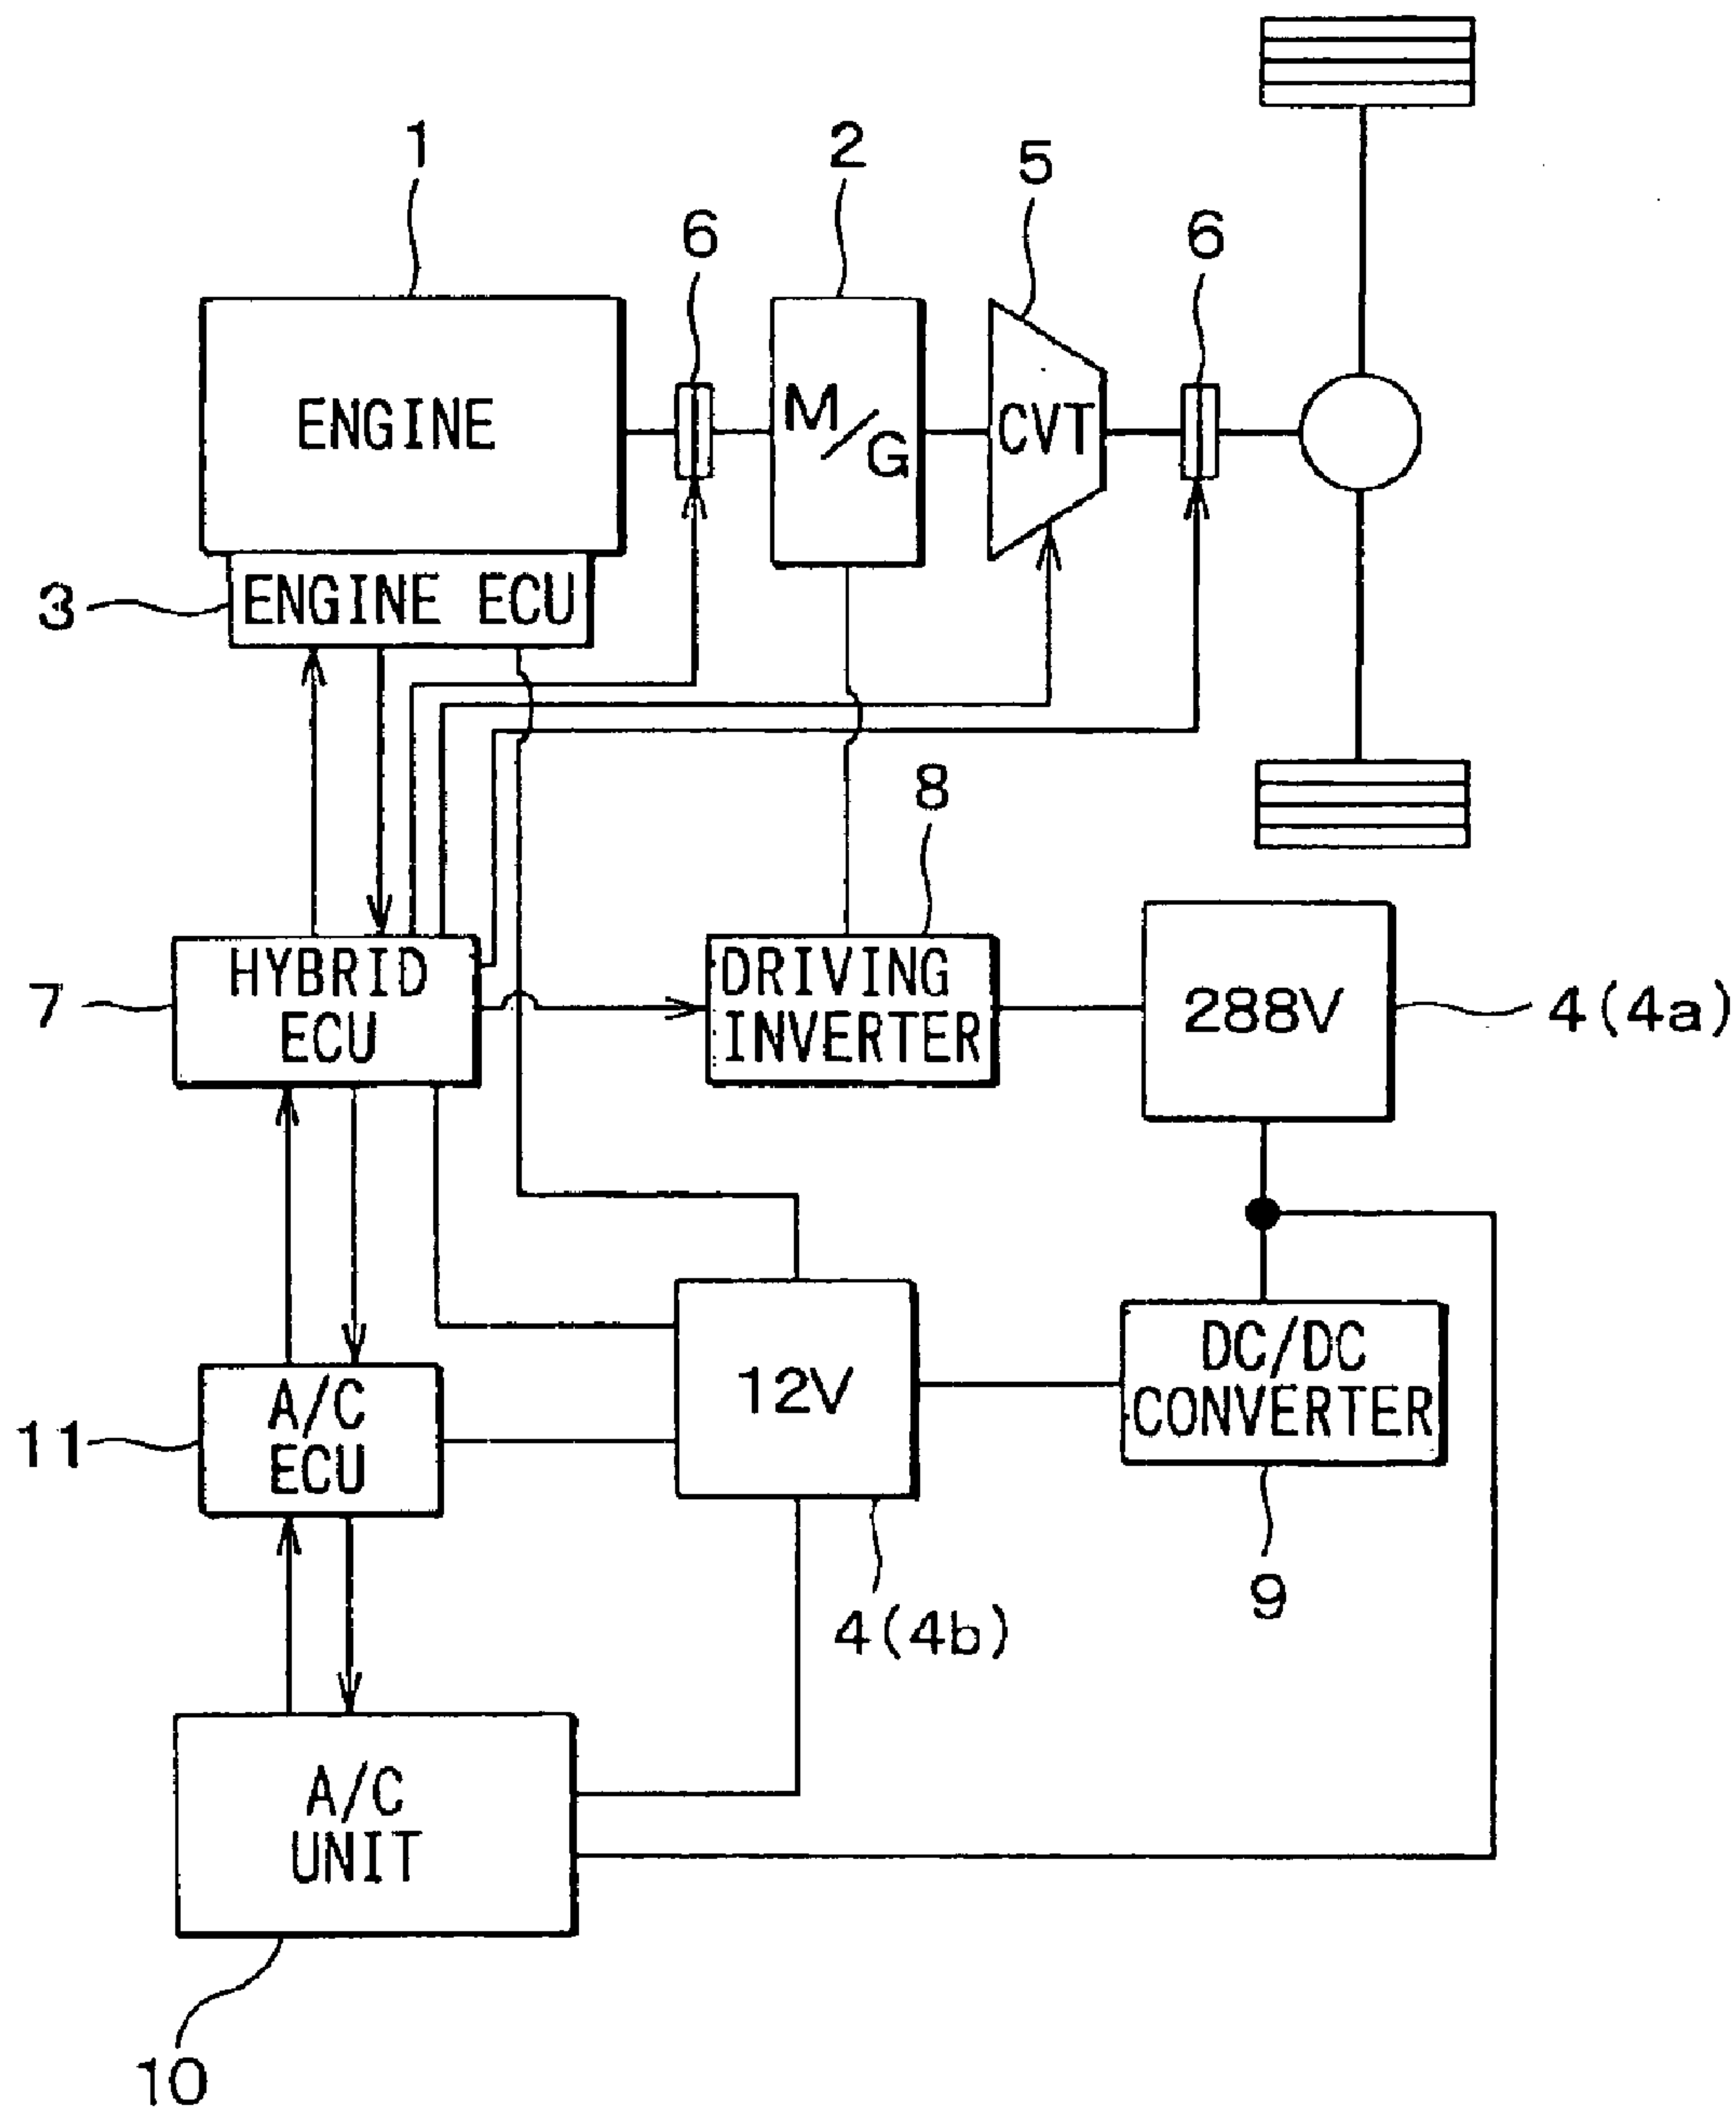 1
2
5
6
6
ENGINE
M/G
CVT
3
ENGINE ECU
8
7
HYBRID
ECU
DRIVING
INVERTER
288V
4(4a)
12V
DC/DC
CONVERTER
11
A/C
ECU
9
4(4b)
A/C
UNIT
10